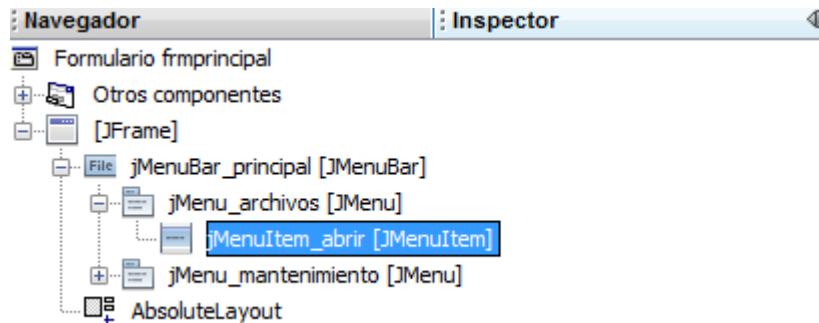 Navegador Inspector
Formulario frmprincipal
Otros componentes
[JFrame]
File jMenuBar_principal [JMenuBar]
jMenu_archivos [JMenu]
jMenuItem_abrir [JMenuItem]
jMenu_mantenimiento [JMenu]
AbsoluteLayout